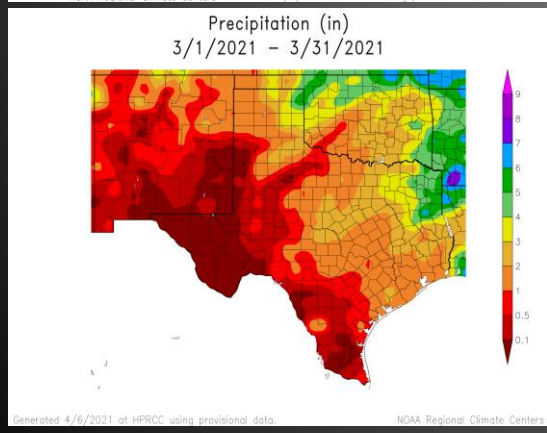 Precipitation (in)
3/1/2021 – 3/31/2021
9
8
7
6
5
4
3
2
1
0.5
0.1
Generated 4/6/2021 at HPRCC using provisional data.
NOAA Regional Climate Centers